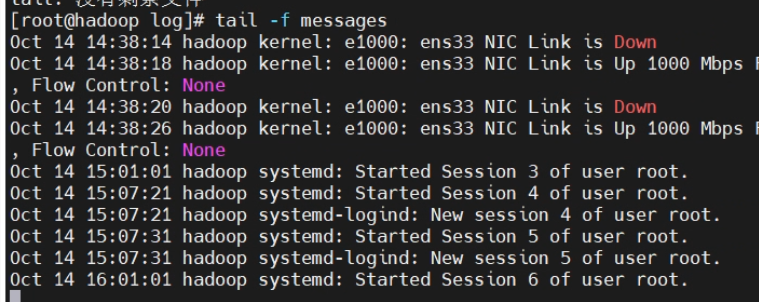 tail: 没有剩余文件
[root@hadoop log]# tail -f messages
Oct 14 14:38:14 hadoop kernel: e1000: ens33 NIC Link is Down
Oct 14 14:38:18 hadoop kernel: e1000: ens33 NIC Link is Up 1000 Mbps
, Flow Control: None
Oct 14 14:38:20 hadoop kernel: e1000: ens33 NIC Link is Down
Oct 14 14:38:26 hadoop kernel: e1000: ens33 NIC Link is Up 1000 Mbps
, Flow Control: None
Oct 14 15:01:01 hadoop systemd: Started Session 3 of user root.
Oct 14 15:07:21 hadoop systemd: Started Session 4 of user root.
Oct 14 15:07:21 hadoop systemd-logind: New session 4 of user root.
Oct 14 15:07:31 hadoop systemd: Started Session 5 of user root.
Oct 14 15:07:31 hadoop systemd-logind: New session 5 of user root.
Oct 14 16:01:01 hadoop systemd: Started Session 6 of user root.